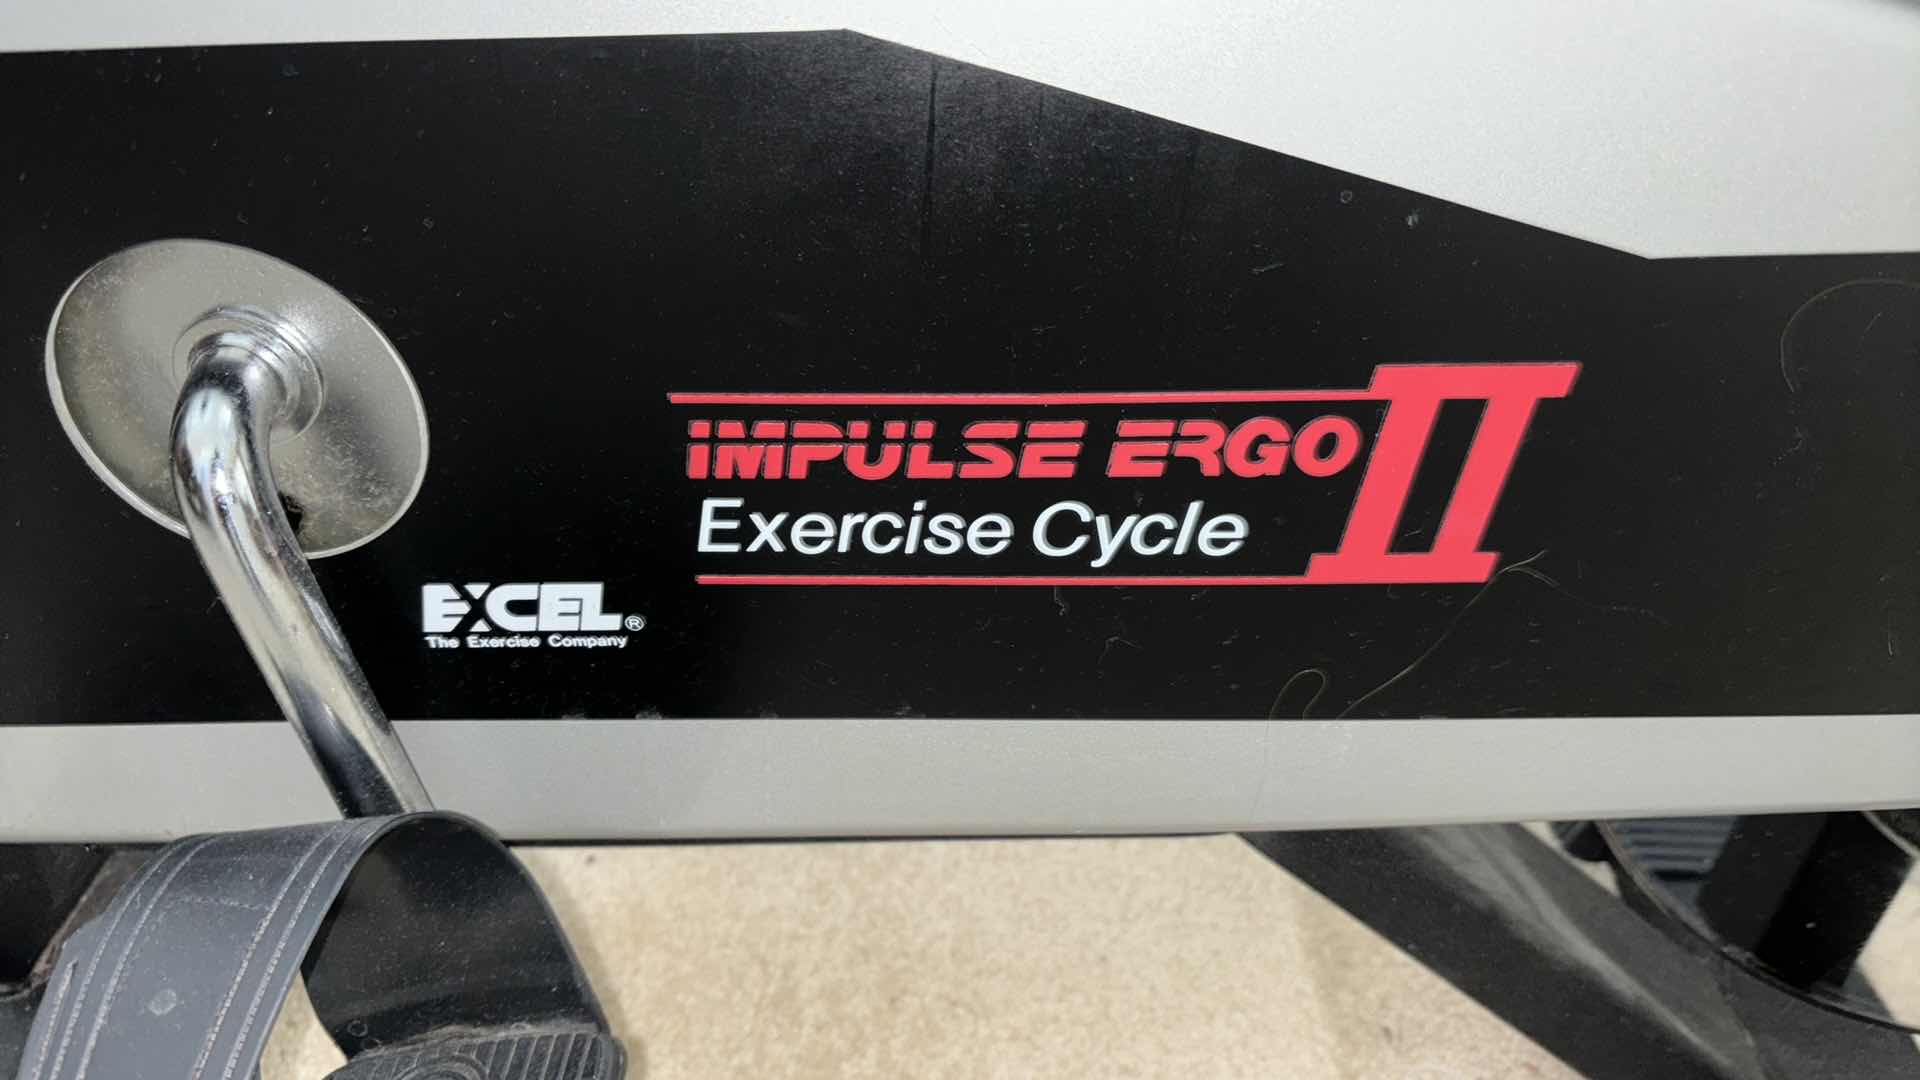 IMPULSE ERGO II
Exercise Cycle
EXCEL®
The Exercise Company